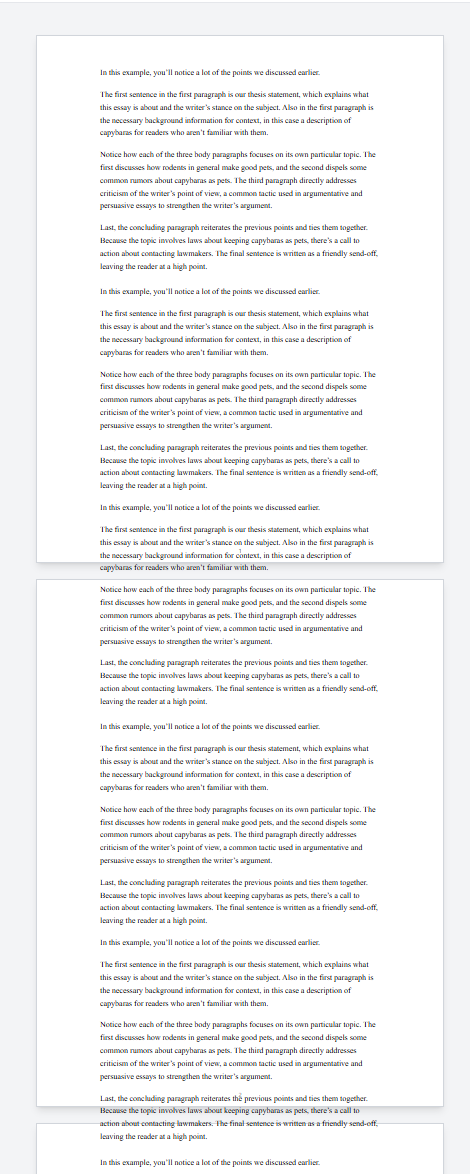 In this example, you'll notice a lot of the points we discussed earlier.
The first sentence in the first paragraph is our thesis statement, which explains what
this essay is about and the writer's stance on the subject. Also in the first paragraph is
the necessary background information for context, in this case a description of
capybaras for readers who aren't familiar with them.
Notice how each of the three body paragraphs focuses on its own particular topic. The
first discusses how rodents in general make good pets, and the second dispels some
common rumors about capybaras as pets. The third paragraph directly addresses
criticism of the writer's point of view, a common tactic used in argumentative and
persuasive essays to strengthen the writer's argument.
Last, the concluding paragraph reiterates the previous points and ties them together.
Because the topic involves laws about keeping capybaras as pets, there's a call to
action about contacting lawmakers. The final sentence is written as a friendly send-off,
leaving the reader at a high point.
In this example, you'll notice a lot of the points we discussed earlier.
The first sentence in the first paragraph is our thesis statement, which explains what
this essay is about and the writer's stance on the subject. Also in the first paragraph is
the necessary background information for context, in this case a description of
capybaras for readers who aren't familiar with them.
Notice how each of the three body paragraphs focuses on its own particular topic. The
first discusses how rodents in general make good pets, and the second dispels some
common rumors about capybaras as pets. The third paragraph directly addresses
criticism of the writer's point of view, a common tactic used in argumentative and
persuasive essays to strengthen the writer's argument.
Last, the concluding paragraph reiterates the previous points and ties them together.
Because the topic involves laws about keeping capybaras as pets, there's a call to
action about contacting lawmakers. The final sentence is written as a friendly send-off,
leaving the reader at a high point.
In this example, you'll notice a lot of the points we discussed earlier.
The first sentence in the first paragraph is our thesis statement, which explains what
this essay is about and the writer's stance on the subject. Also in the first paragraph is
the necessary background information for context, in this case a description of
capybaras for readers who aren't familiar with them.
Notice how each of the three body paragraphs focuses on its own particular topic. The
first discusses how rodents in general make good pets, and the second dispels some
common rumors about capybaras as pets. The third paragraph directly addresses
criticism of the writer's point of view, a common tactic used in argumentative and
persuasive essays to strengthen the writer's argument.
Last, the concluding paragraph reiterates the previous points and ties them together.
Because the topic involves laws about keeping capybaras as pets, there's a call to
action about contacting lawmakers. The final sentence is written as a friendly send-off,
leaving the reader at a high point.
In this example, you'll notice a lot of the points we discussed earlier.
The first sentence in the first paragraph is our thesis statement, which explains what
this essay is about and the writer's stance on the subject. Also in the first paragraph is
the necessary background information for context, in this case a description of
capybaras for readers who aren't familiar with them.
Notice how each of the three body paragraphs focuses on its own particular topic. The
first discusses how rodents in general make good pets, and the second dispels some
common rumors about capybaras as pets. The third paragraph directly addresses
criticism of the writer's point of view, a common tactic used in argumentative and
persuasive essays to strengthen the writer's argument.
Last, the concluding paragraph reiterates the previous points and ties them together.
Because the topic involves laws about keeping capybaras as pets, there's a call to
action about contacting lawmakers. The final sentence is written as a friendly send-off,
leaving the reader at a high point.
In this example, you'll notice a lot of the points we discussed earlier.
The first sentence in the first paragraph is our thesis statement, which explains what
this essay is about and the writer's stance on the subject. Also in the first paragraph is
the necessary background information for context, in this case a description of
capybaras for readers who aren't familiar with them.
Notice how each of the three body paragraphs focuses on its own particular topic. The
first discusses how rodents in general make good pets, and the second dispels some
common rumors about capybaras as pets. The third paragraph directly addresses
criticism of the writer's point of view, a common tactic used in argumentative and
persuasive essays to strengthen the writer's argument.
Last, the concluding paragraph reiterates the previous points and ties them together.
Because the topic involves laws about keeping capybaras as pets, there's a call to
action about contacting lawmakers. The final sentence is written as a friendly send-off,
leaving the reader at a high point.
In this example, you'll notice a lot of the points we discussed earlier.